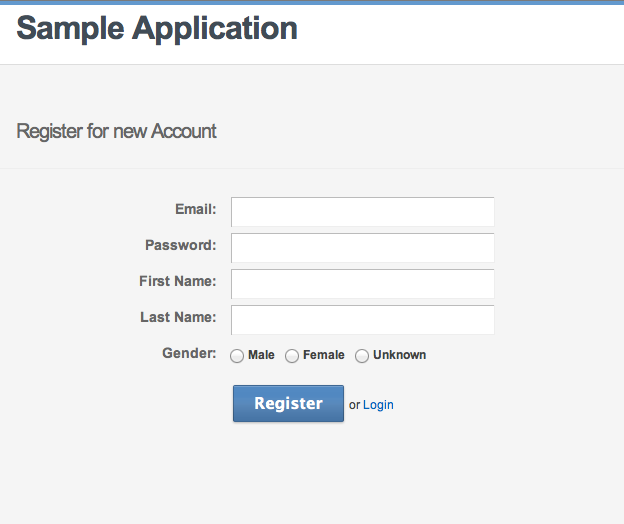 Sample Application
Register for new Account
Email:
Password:
First Name:
Last Name:
Gender: Male Female Unknown
Register or Login